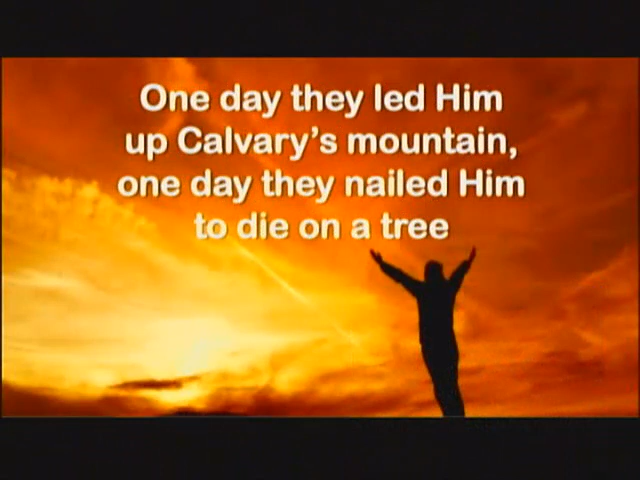 One day they led Him
up Calvary’s mountain,
one day they nailed Him
to die on a tree